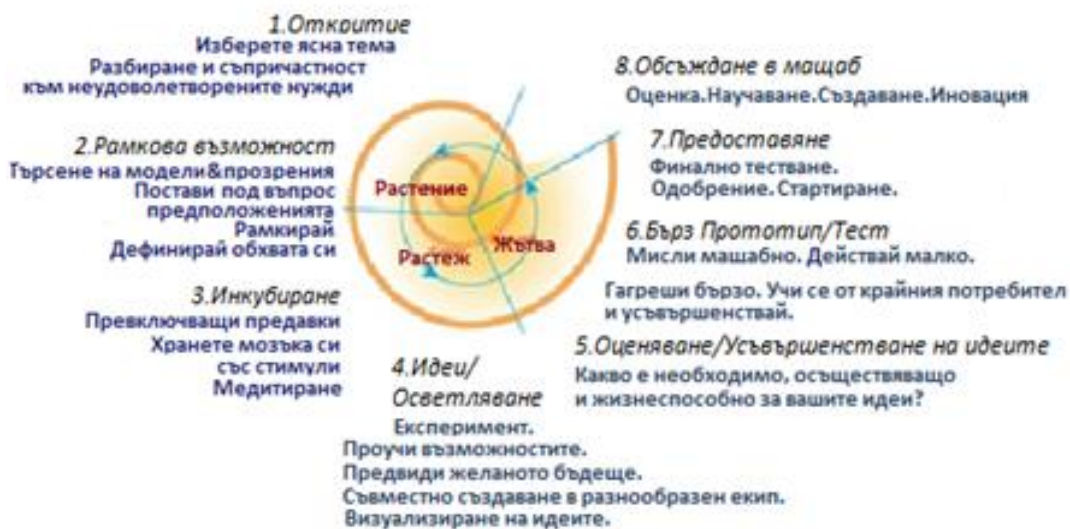 1.Откритие
Изберете ясна тема
Разбиране и съпричастност
към неудоволетворените нужди
2.Рамкова възможност
Търсене на модели&прозрения
Постави под въпрос
предположенията
Рамкирай
Дефинирай обхвата си
3.Инкубиране
Превключващи предавки
Хранете мозъка си
със стимули
Медитиране
4.Идеи/
Осветляване
Експеримент.
Проучи възможностите.
Предвиди желаното бъдеще.
Съвместно създаване в разнообразен екип.
Визуализиране на идеите.
5.Оценяване/Усъвършенстване на идеите
Какво е необходимо, осъществяващо
и жизнеспособно за вашите идеи?
6.Бърз Прототип/Тест
Мисли машабно. Действай малко.
Гагреши бързо. Учи се от крайния потребител
и усъвършенствай.
7.Предоставяне
Финално тестване.
Одобрение. Стартиране.
8.Обсъждане в мащаб
Оценка.Научаване.Създаване.Иновация
Растение
Растеж
Жътва